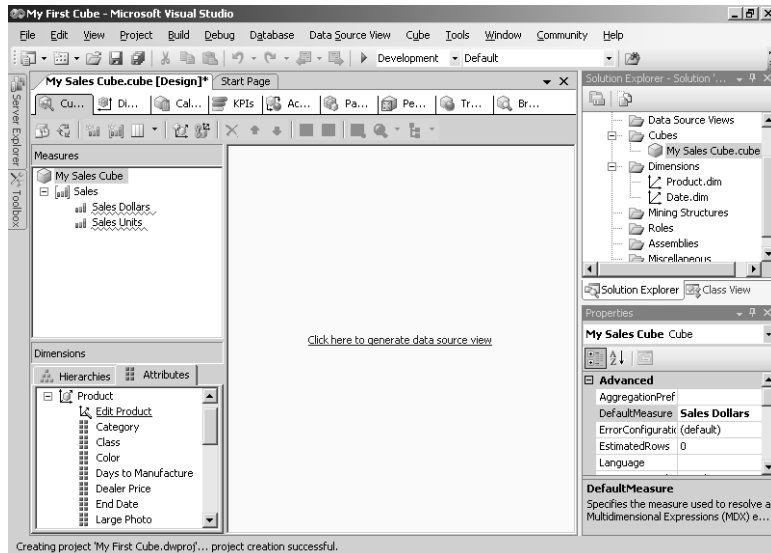 My First Cube - Microsoft Visual Studio
File Edit View Project Build Debug Database Data Source View Cube Tools Window Community Help
Development Default
My Sales Cube.cube [Design]* Start Page
Cu... Di... Cal... KPIs Ac... Pa... Pe... Tr... Br...
Server Explorer
Toolbox
Measures
My Sales Cube
Sales
Sales Dollars
Sales Units
Dimensions
Hierarchies Attributes
Product
Edit Product
Category
Class
Color
Days to Manufacture
Dealer Price
End Date
Large Photo
Click here to generate data source view
Solution Explorer - Solution '...
Data Source Views
Cubes
My Sales Cube.cube
Dimensions
Product.dim
Date.dim
Mining Structures
Roles
Assemblies
Miscellaneous
Solution Explorer Class View
Properties
My Sales Cube Cube
Advanced
AggregationPref
DefaultMeasure Sales Dollars
ErrorConfiguratic (default)
EstimatedRows 0
Language
DefaultMeasure
Specifies the measure used to resolve a
Multidimensional Expressions (MDX) e...
Creating project 'My First Cube.dwproj'... project creation successful.